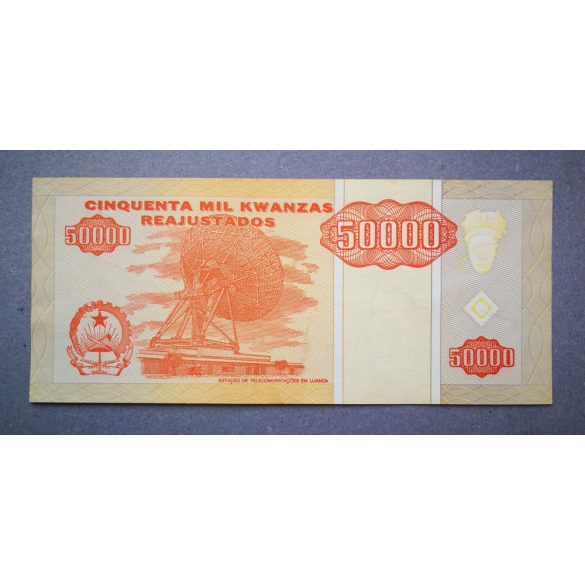 CINQUENTA MIL KWANZAS
REAJUSTADOS
50000
50000
50000
ESTAÇÃO DE TELECOMUNICAÇÕES EM LUANDA